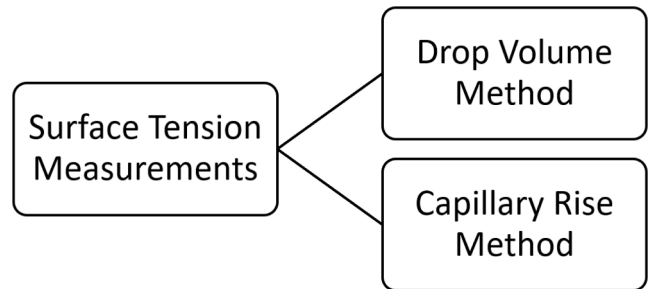 Surface Tension
Measurements
Drop Volume
Method
Capillary Rise
Method